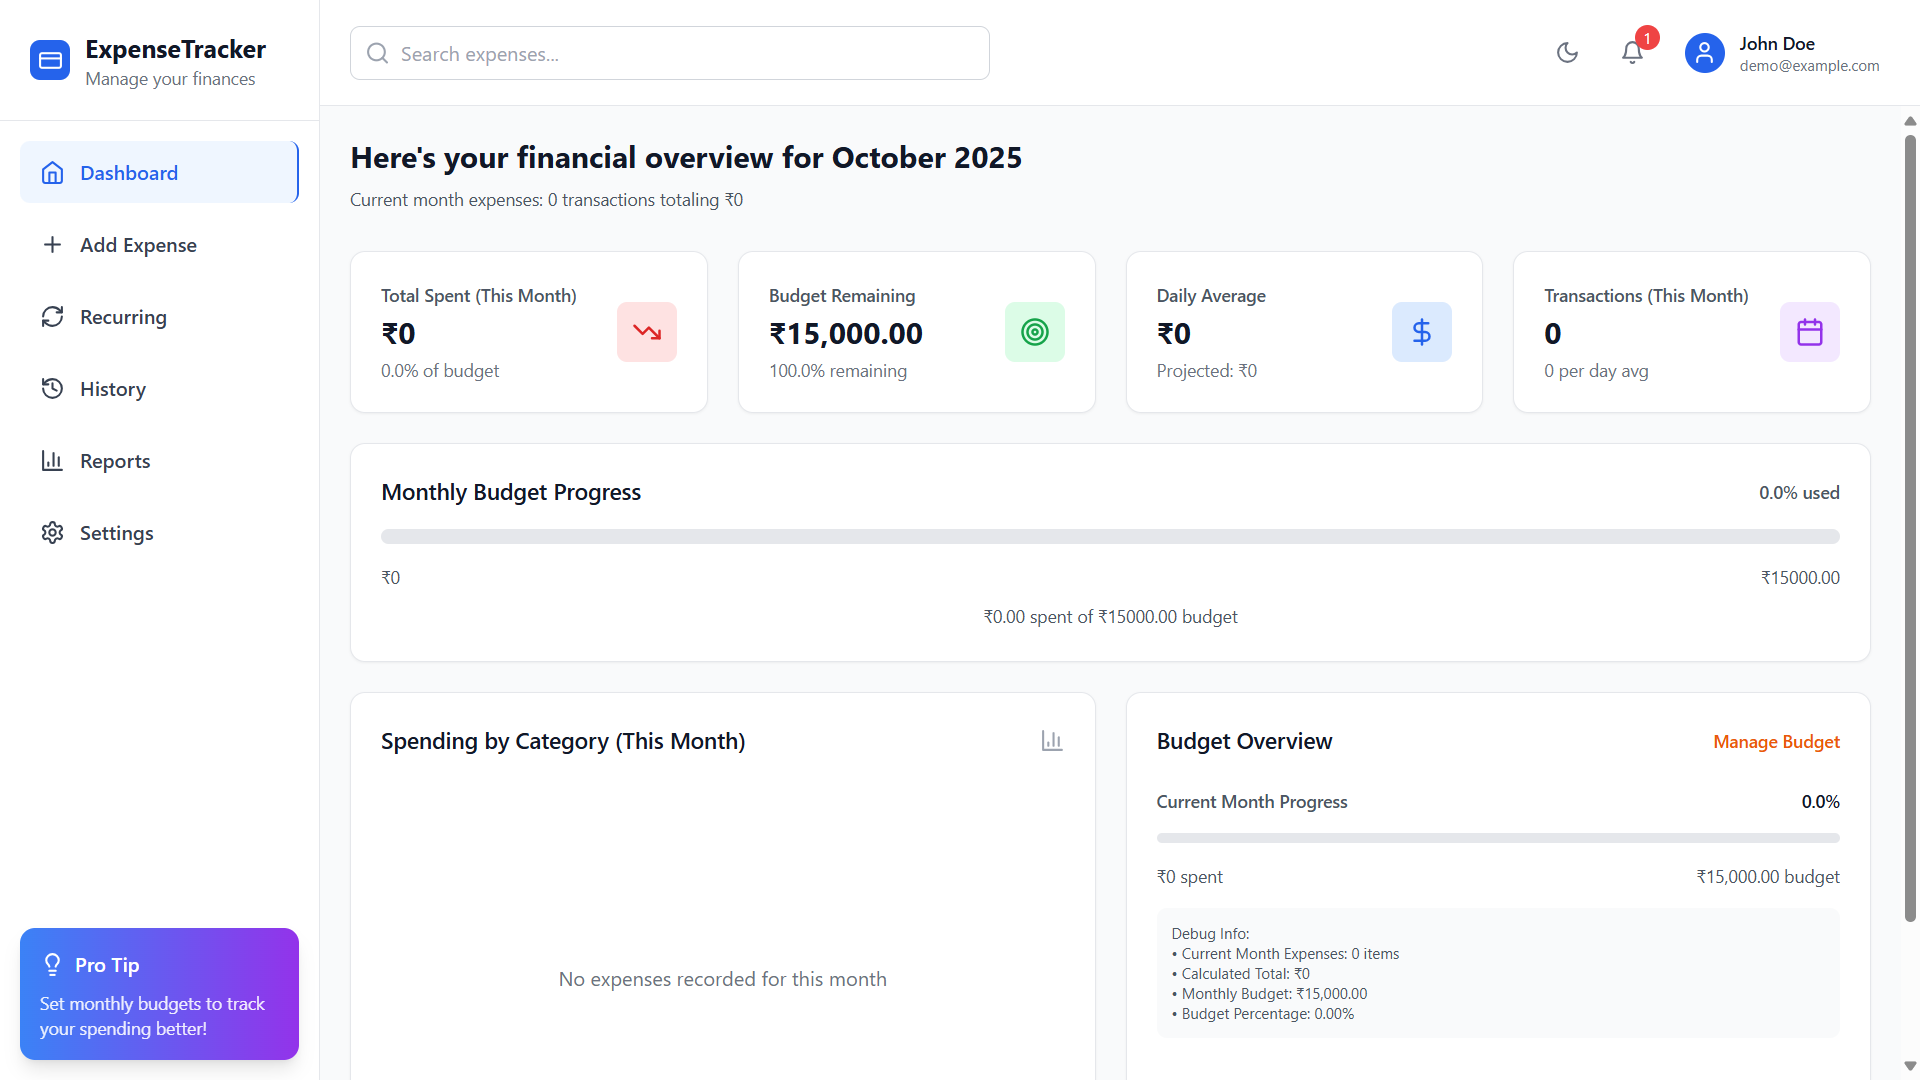 ExpenseTracker
Manage your finances
Dashboard
Add Expense
Recurring
History
Reports
Settings
Pro Tip
Set monthly budgets to track
your spending better!
Search expenses...
1
John Doe
demo@example.com
Here's your financial overview for October 2025
Current month expenses: 0 transactions totaling ₹0
Total Spent (This Month)
₹0
0.0% of budget
Budget Remaining
₹15,000.00
100.0% remaining
Daily Average
₹0
Projected: ₹0
Transactions (This Month)
0
0 per day avg
Monthly Budget Progress
0.0% used
₹0
₹15000.00
₹0.00 spent of ₹15000.00 budget
Spending by Category (This Month)
No expenses recorded for this month
Budget Overview
Manage Budget
Current Month Progress
0.0%
₹0 spent
₹15,000.00 budget
Debug Info:
• Current Month Expenses: 0 items
• Calculated Total: ₹0
• Monthly Budget: ₹15,000.00
• Budget Percentage: 0.00%